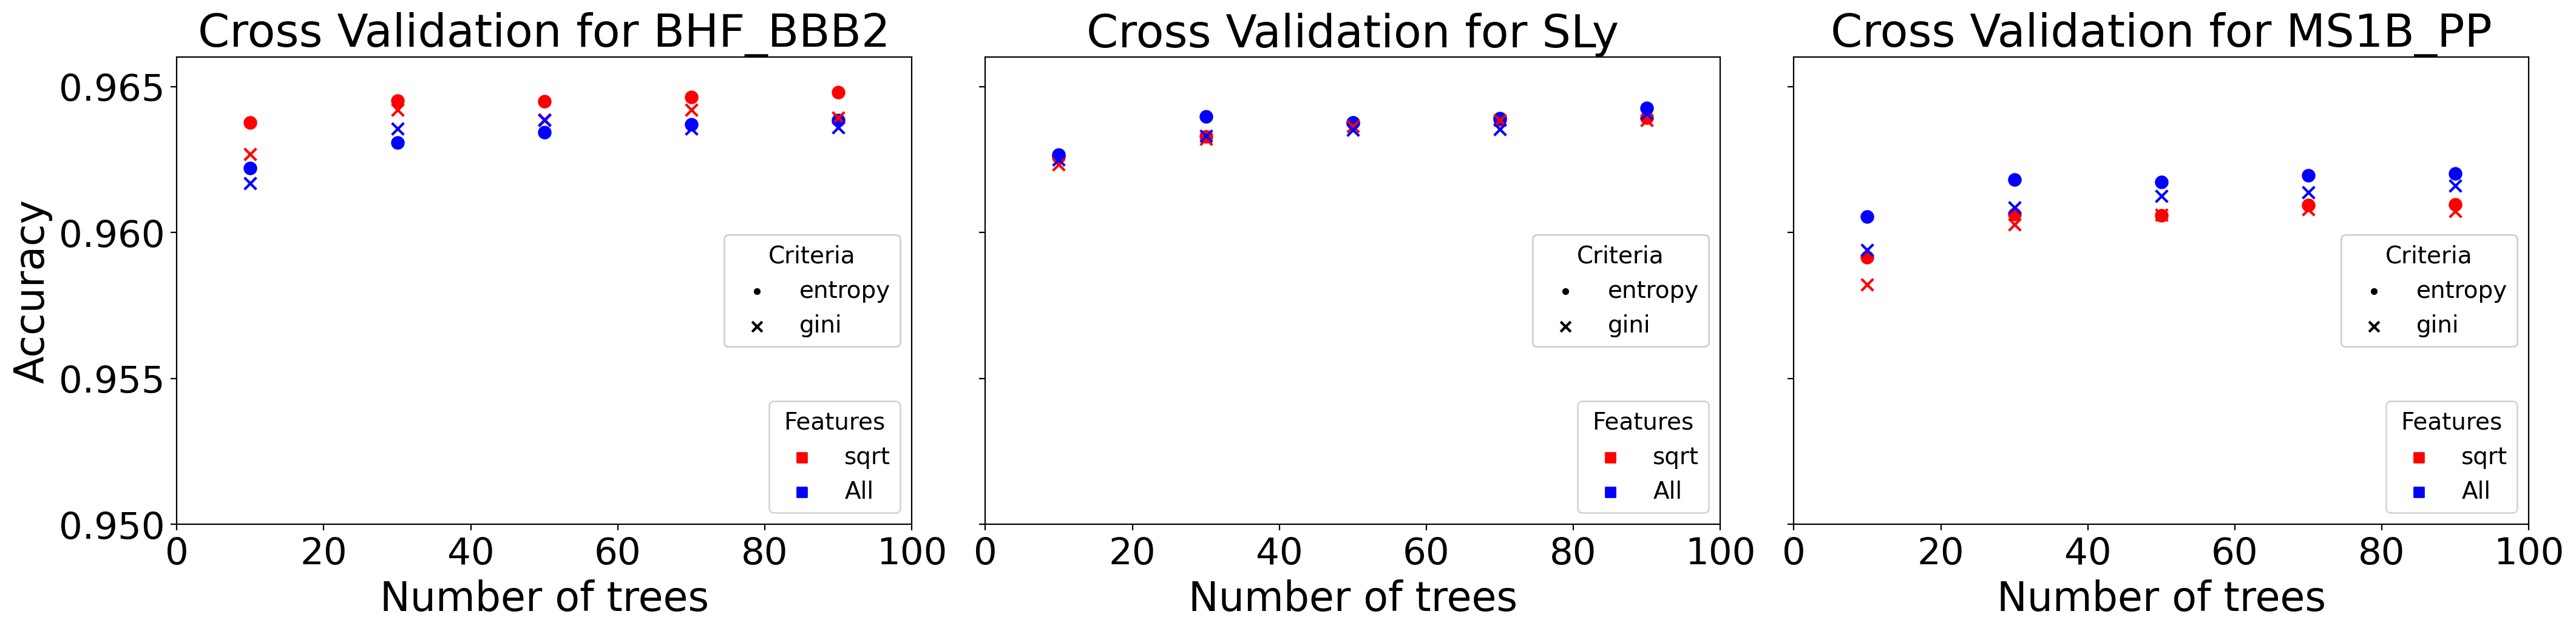 Cross Validation for BHF_BBB2
Accuracy
0.965
0.960
0.955
0.950
0
20
40
60
80
100
Number of trees
Criteria
entropy
gini
Features
sqrt
All
Cross Validation for SLy
0
20
40
60
80
100
Number of trees
Criteria
entropy
gini
Features
sqrt
All
Cross Validation for MS1B_PP
0
20
40
60
80
100
Number of trees
Criteria
entropy
gini
Features
sqrt
All